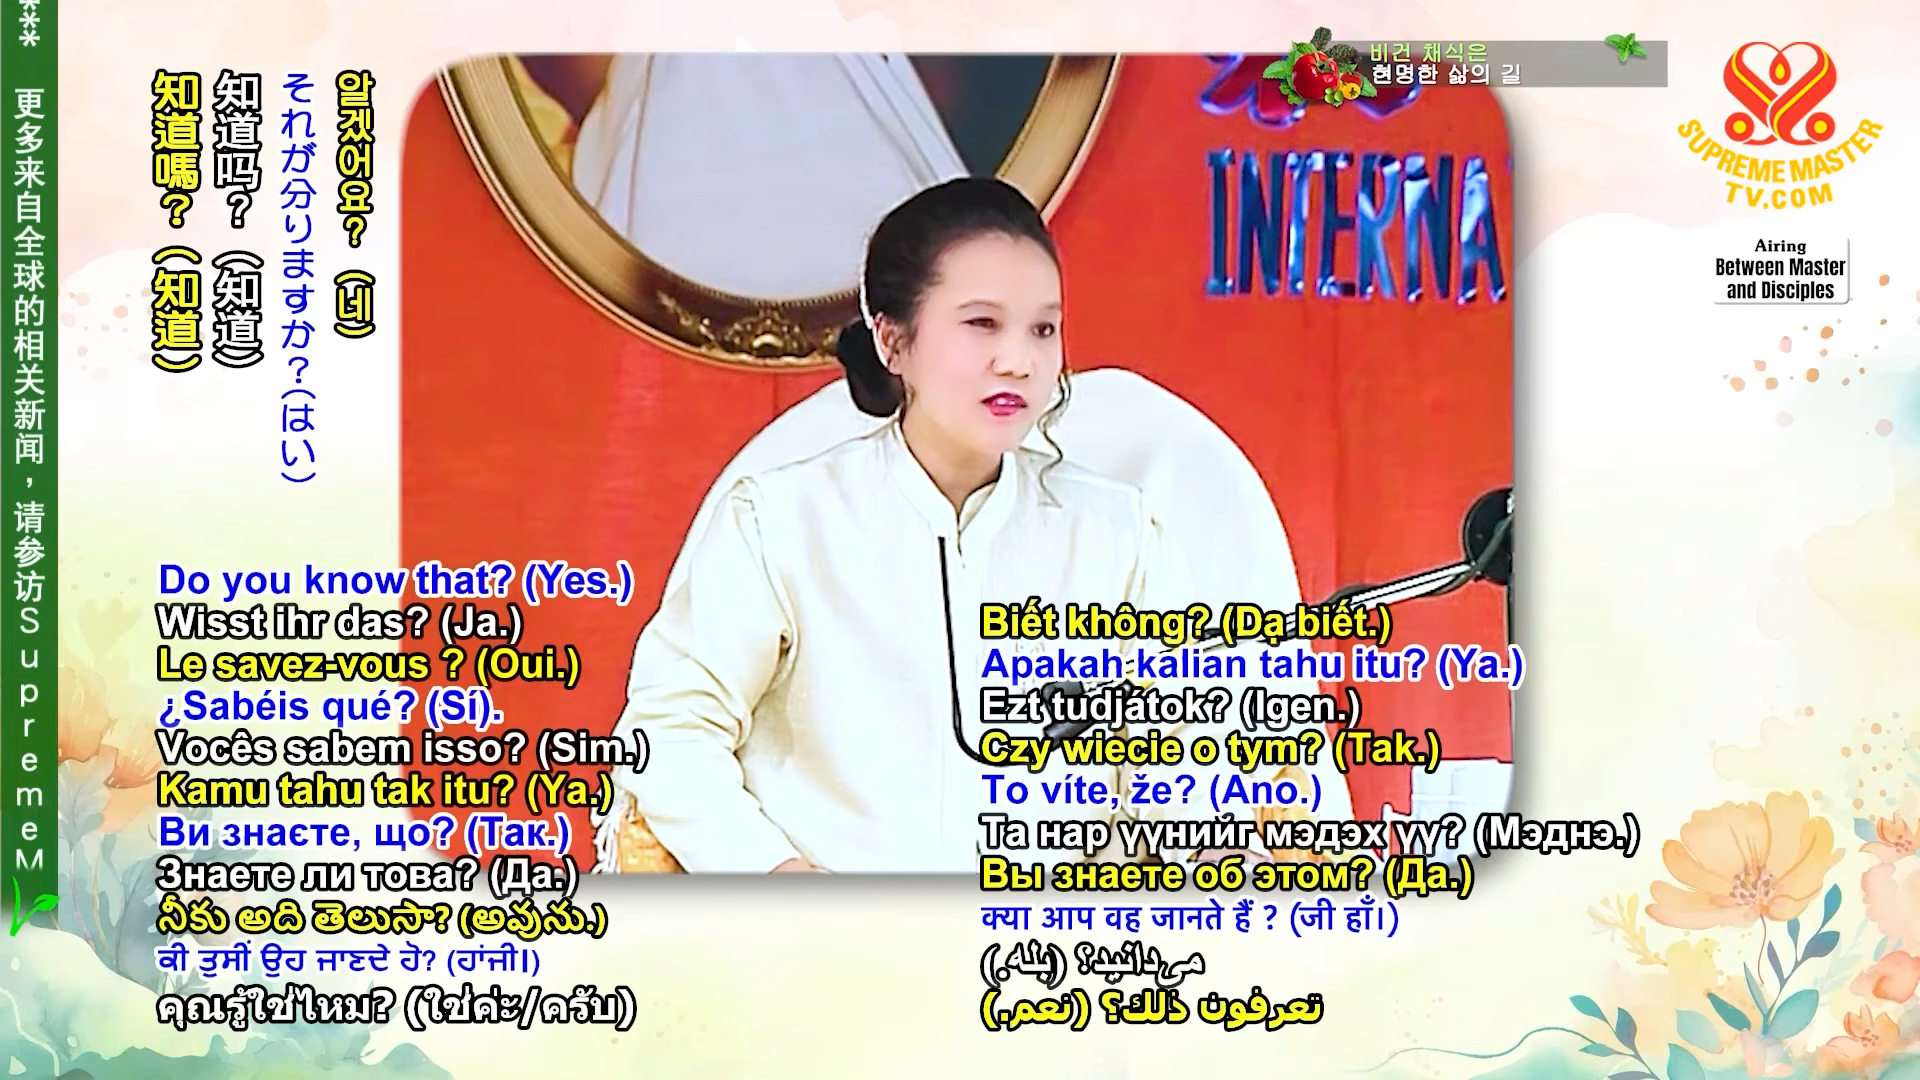 ** 更多来自全球的相关新闻，请参访SupremeM
知道嗎？（知道）
知道吗？（知道）
それが分りますか？（はい）
알겠어요？（네）
비건 채식은
현명한 삶의 길
INTERNA
SUPREME MASTER
TV.COM
Airing
Between Master
and Disciples
Do you know that? (Yes.)
Wisst ihr das? (Ja.)
Le savez-vous ? (Oui.)
¿Sabéis qué? (Sí).
Vocês sabem isso? (Sim.)
Kamu tahu tak itu? (Ya.)
Ви знаєте, що? (Так.)
Знаете ли това? (Да.)
నీకు అది తెలుసా? (అవును.)
ਕੀ ਤੁਸੀਂ ਉਹ ਜਾਣਦੇ ਹੋ? (ਹਾਂਜੀ।)
คุณรู้ใช่ไหม? (ใช่ค่ะ/ครับ)
Biết không? (Dạ biết.)
Apakah kalian tahu itu? (Ya.)
Ezt tudjátok? (Igen.)
Czy wiecie o tym? (Tak.)
To víte, že? (Ano.)
Та нар үүнийг мэдэх үү? (Мэднэ.)
Вы знаете об этом? (Да.)
क्या आप वह जानते हैं ? (जी हाँ।)
می‌دانید؟ (بله.)
تعرفون ذلك؟ (نعم.)